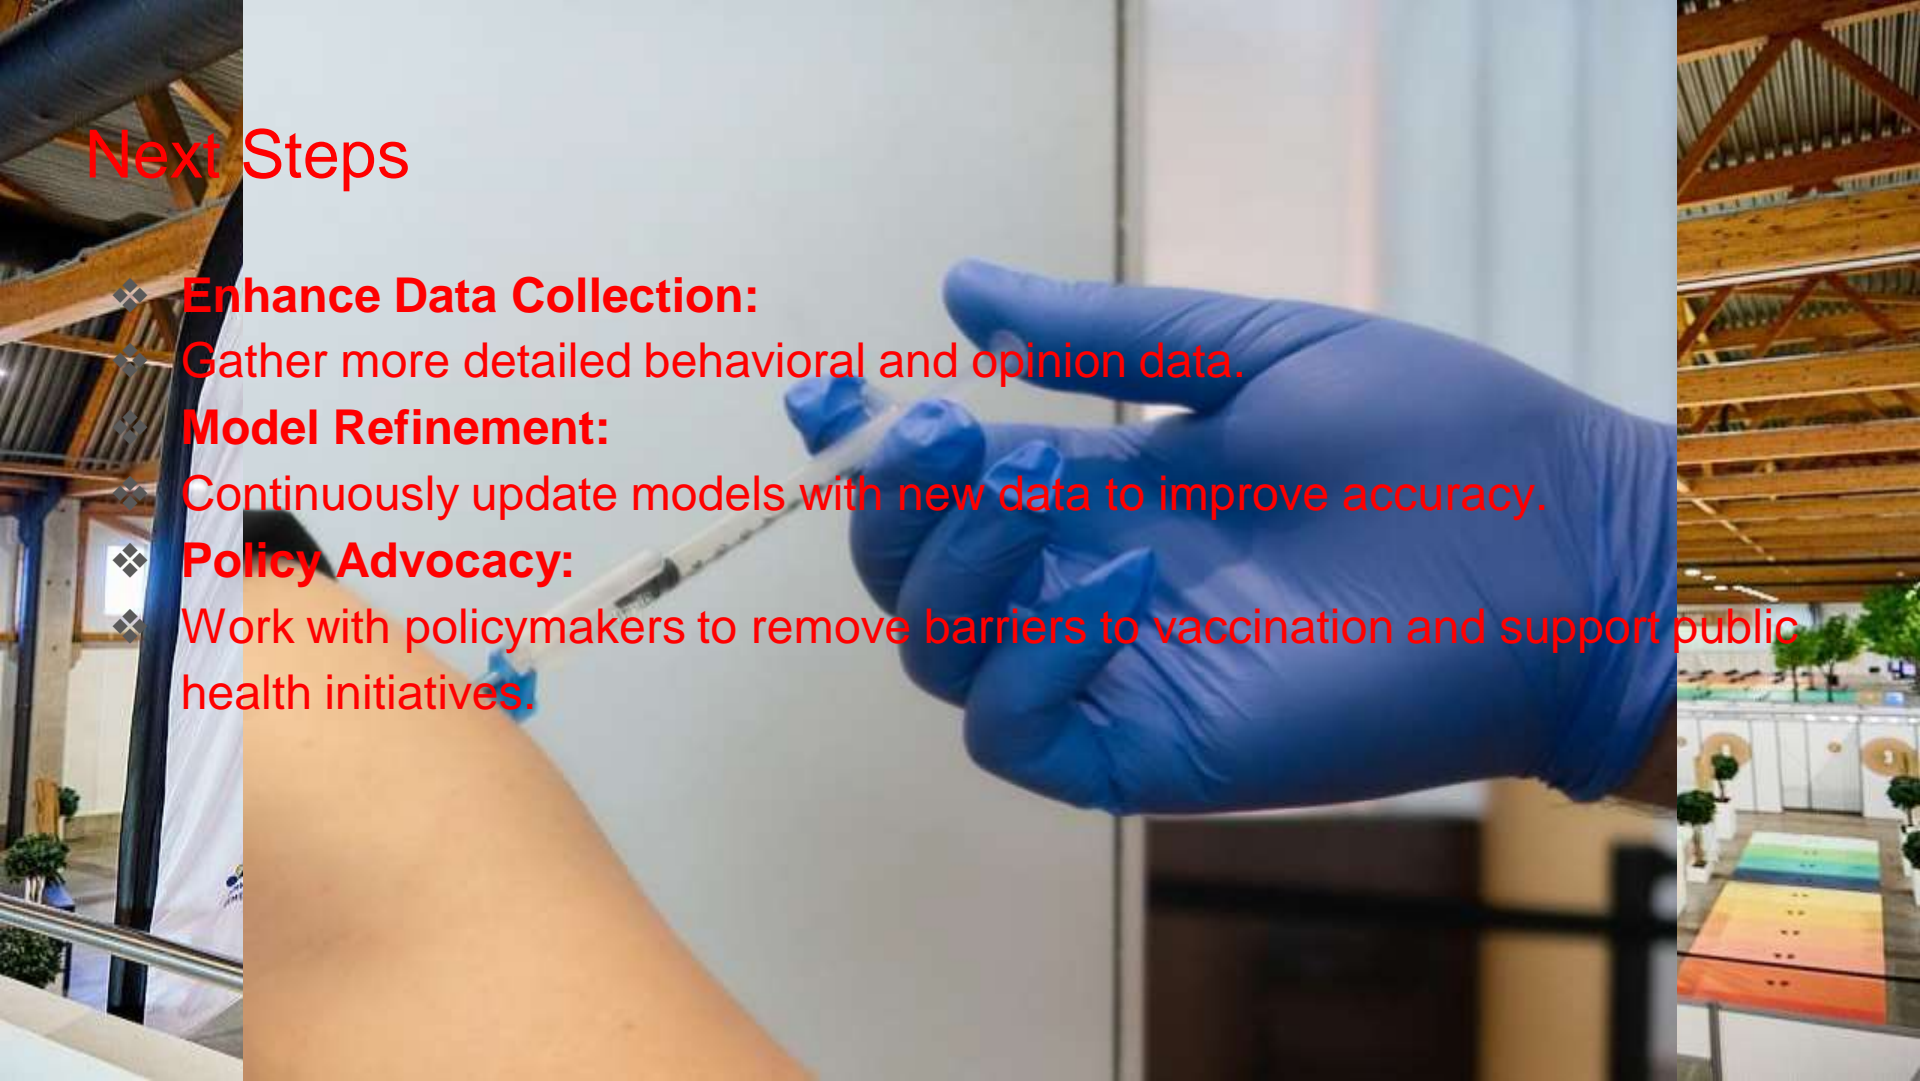 Next Steps
❖ Enhance Data Collection:
❖ Gather more detailed behavioral and opinion data.
❖ Model Refinement:
❖ Continuously update models with new data to improve accuracy.
❖ Policy Advocacy:
❖ Work with policymakers to remove barriers to vaccination and support public
health initiatives.